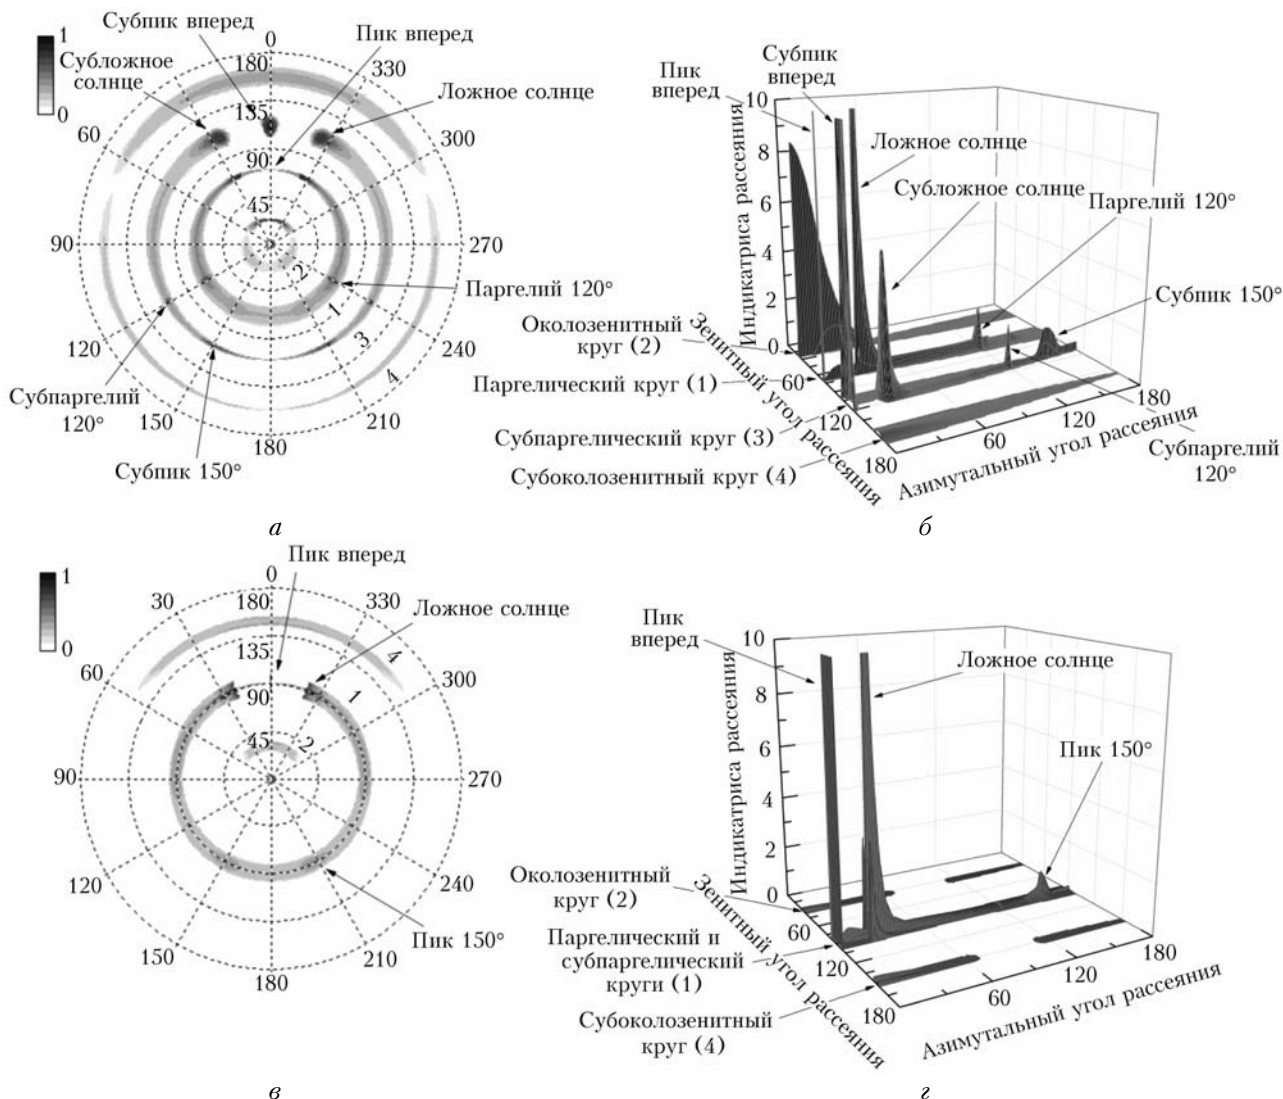 Субпик вперед
Пик вперед
1
0
Субложное
солнце
Ложное солнце
0
330
300
270
240
210
180
150
120
90
60
180
135
90
45
2
1
3
4
Паргелий 120°
Субпаргелий
120°
Субпик 150°
а
Пик
вперед
Субпик
вперед
Ложное солнце
Субложное солнце
Паргелий 120°
Субпик 150°
Индикатриса рассеяния
10
8
6
4
2
0
Околозенитный
круг (2)
Паргелический круг (1)
Субпаргелический круг (3)
Субоколозенитный круг (4)
Зенитный угол рассеяния
60
120
180
Азимутальный угол рассеяния
60
120
180
Субпаргелий
120°
б
Пик вперед
1
0
Ложное солнце
0
30
330
300
270
240
210
180
150
120
90
60
180
135
90
45
4
1
2
Пик 150°
в
Пик
вперед
Ложное солнце
Пик 150°
Индикатриса рассеяния
10
8
6
4
2
0
Околозенитный
круг (2)
Паргелический и
субпаргелический
круги (1)
Субоколозенитный
круг (4)
Зенитный угол рассеяния
60
120
180
Азимутальный угол рассеяния
60
120
180
г